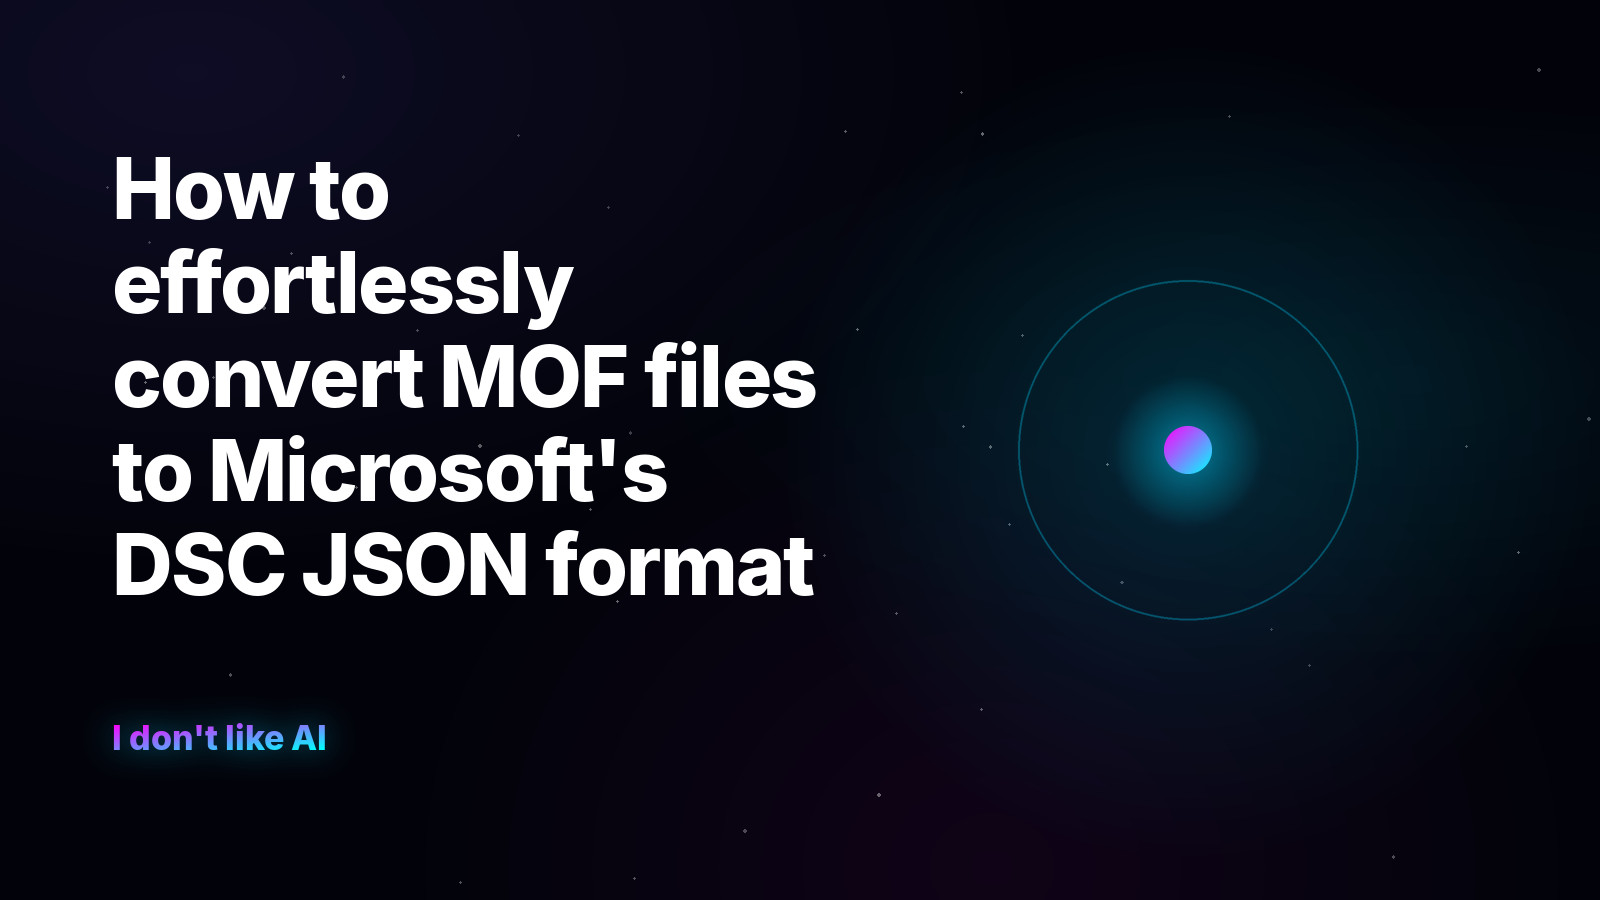 How to
effortlessly
convert MOF files
to Microsoft's
DSC JSON format
I don't like AI